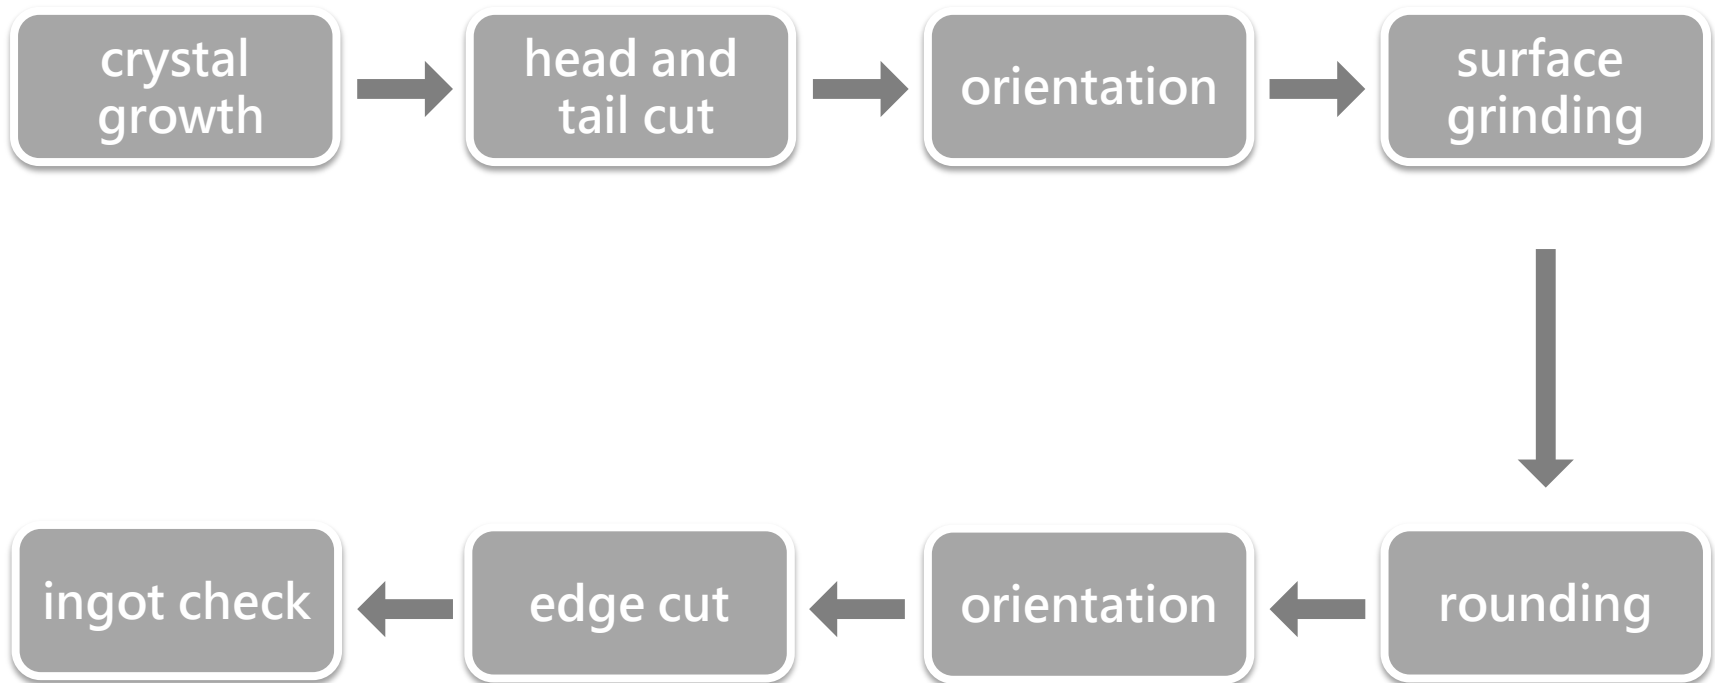 crystal
growth
head and
tail cut
orientation
surface
grinding
rounding
orientation
edge cut
ingot check